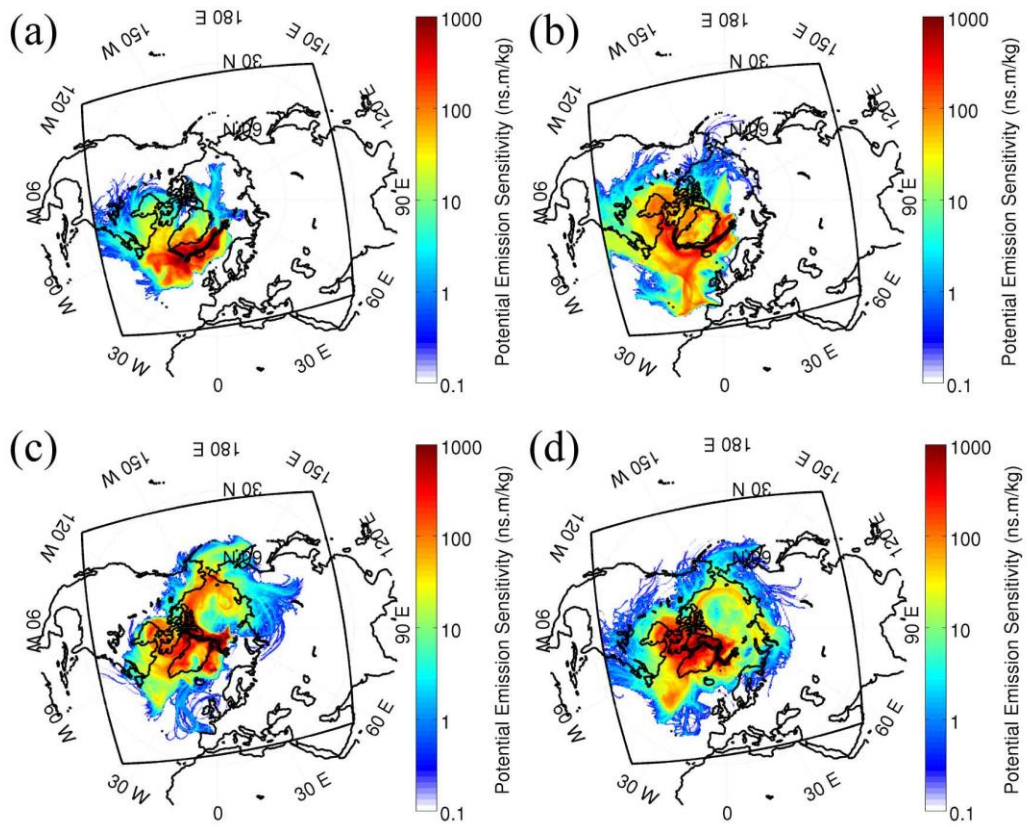 (a)
180 E
150 W
150 E
30 N
120 W
120 E
60 N
90 W
90 E
60 W
60 E
30 W
30 E
0
1000
100
10
1
0.1
Potential Emission Sensitivity (ns.m/kg)
(b)
180 E
150 W
150 E
30 N
120 W
120 E
60 N
90 W
90 E
60 W
60 E
30 W
30 E
0
1000
100
10
1
0.1
Potential Emission Sensitivity (ns.m/kg)
(c)
180 E
150 W
150 E
30 N
120 W
120 E
60 N
90 W
90 E
60 W
60 E
30 W
30 E
0
1000
100
10
1
0.1
Potential Emission Sensitivity (ns.m/kg)
(d)
180 E
150 W
150 E
30 N
120 W
120 E
60 N
90 W
90 E
60 W
60 E
30 W
30 E
0
1000
100
10
1
0.1
Potential Emission Sensitivity (ns.m/kg)